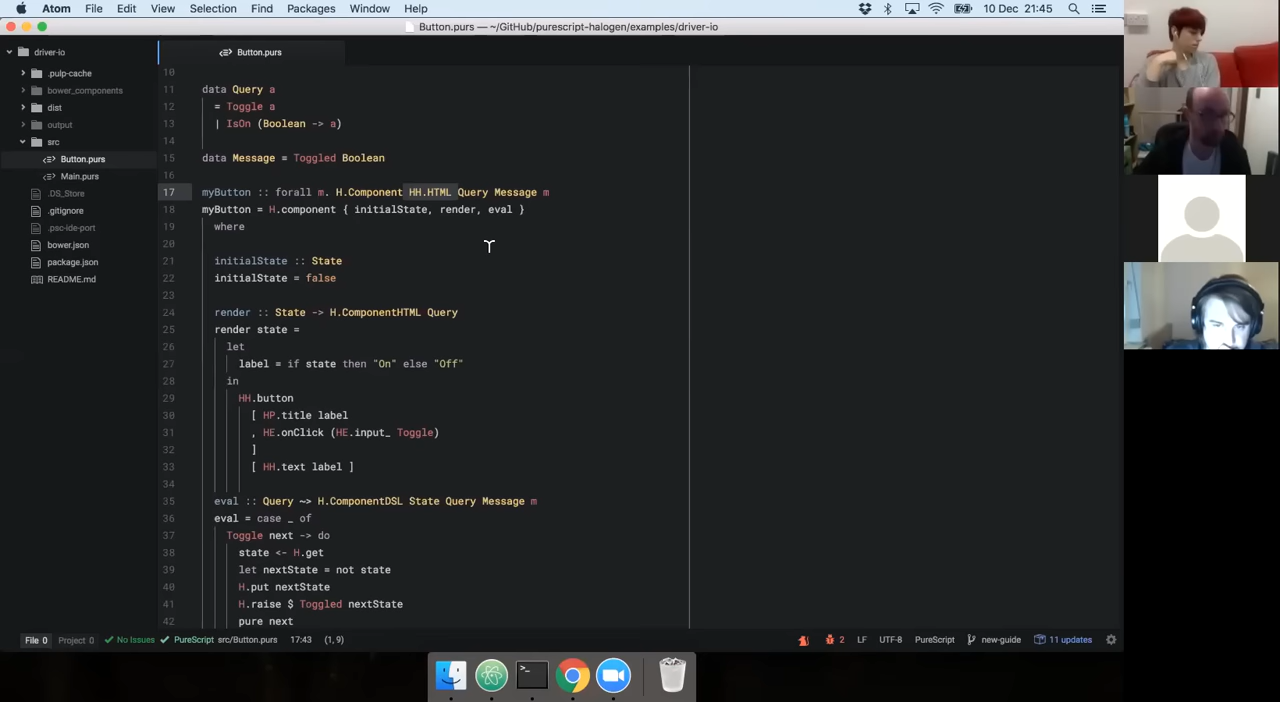 Atom File Edit View Selection Find Packages Window Help 10 Dec 21:45
Button.purs — ~/GitHub/purescript-halogen/examples/driver-io
driver-io
.pulp-cache
bower_components
dist
output
src
Button.purs
Main.purs
.DS_Store
.gitignore
.psc-ide-port
bower.json
package.json
README.md
Button.purs
10
11 data Query a
12 = Toggle a
13 | IsOn (Boolean -> a)
14
15 data Message = Toggled Boolean
16
17 myButton :: forall m. H.Component HH.HTML Query Message m
18 myButton = H.component { initialState, render, eval }
19 where
20
21 initialState :: State
22 initialState = false
23
24 render :: State -> H.ComponentHTML Query
25 render state =
26 let
27 label = if state then "On" else "Off"
28 in
29 HH.button
30 [ HP.title label
31 , HE.onClick (HE.input_ Toggle)
32 ]
33 [ HH.text label ]
34
35 eval :: Query ~> H.ComponentDSL State Query Message m
36 eval = case _ of
37 Toggle next -> do
38 state <- H.get
39 let nextState = not state
40 H.put nextState
41 H.raise $ Toggled nextState
42 pure next
File 0 Project 0 No Issues PureScript src/Button.purs 17:43 (1, 9) 2 LF UTF-8 PureScript new-guide 11 updates